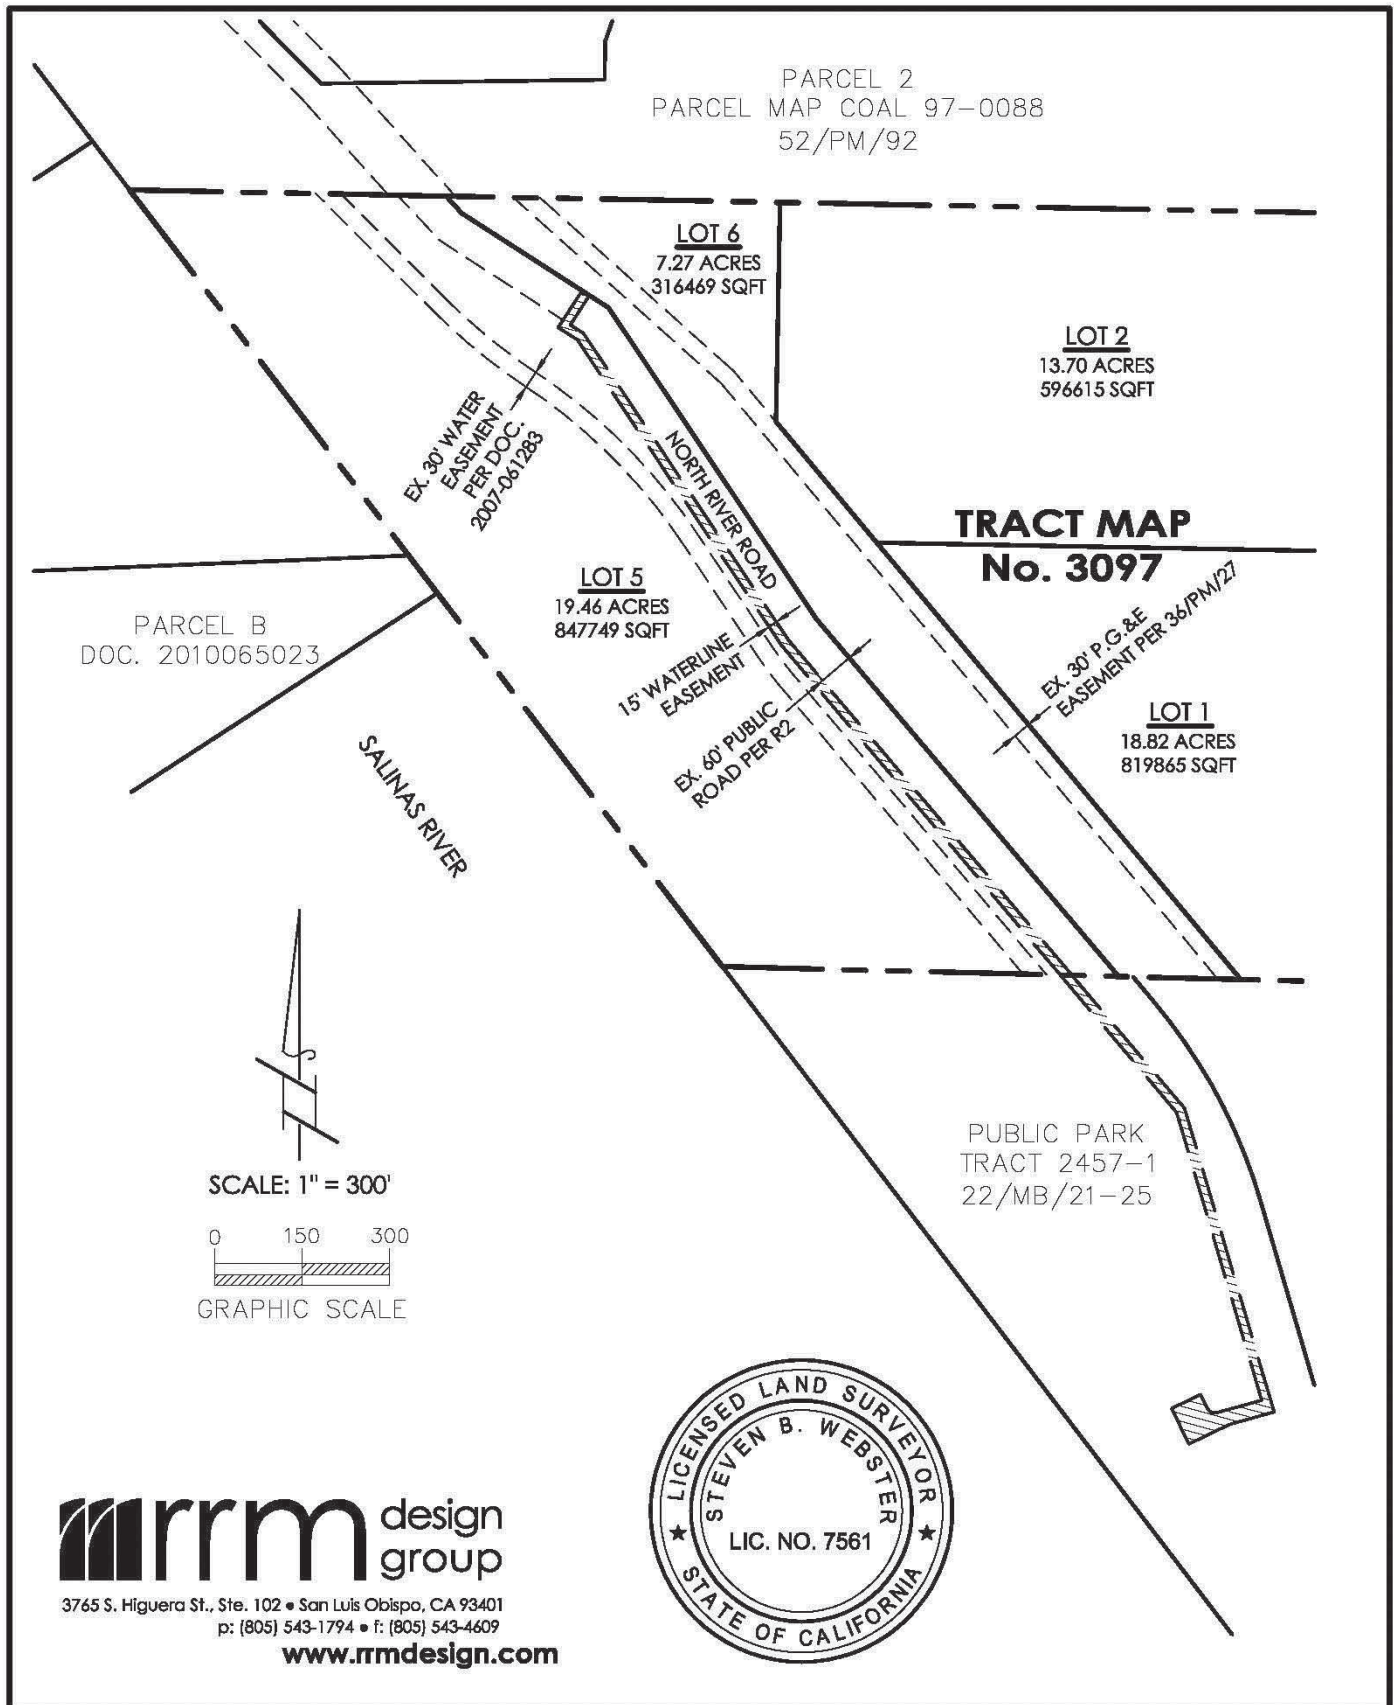 PARCEL 2
PARCEL MAP COAL 97-0088
52/PM/92
LOT 6
7.27 ACRES
316469 SQFT
LOT 2
13.70 ACRES
596615 SQFT
EX. 30' WATER
EASEMENT
PER DOC.
2007-061283
NORTH RIVER ROAD
TRACT MAP
No. 3097
LOT 5
19.46 ACRES
847749 SQFT
PARCEL B
DOC. 2010065023
15' WATERLINE
EASEMENT
EX. 60' PUBLIC
ROAD PER R2
EX. 30' P.G.&E
EASEMENT PER 36/PM/27
LOT 1
18.82 ACRES
819865 SQFT
SALINAS RIVER
PUBLIC PARK
TRACT 2457-1
22/MB/21-25
SCALE: 1" = 300'
0 150 300
GRAPHIC SCALE
LICENSED LAND SURVEYOR
STEVEN B. WEBSTER
LIC. NO. 7561
STATE OF CALIFORNIA
rrm design
group
3765 S. Higuera St., Ste. 102 • San Luis Obispo, CA 93401
p: (805) 543-1794 • f: (805) 543-4609
www.rrmdesign.com